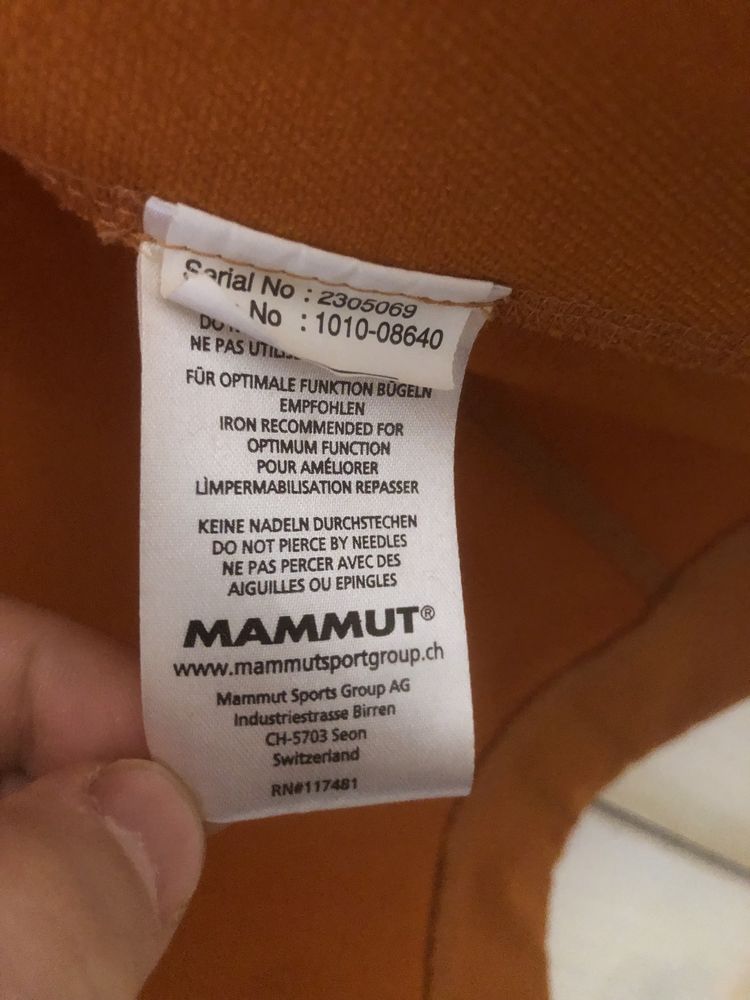 Serial No : 2305069
No : 1010-08640
NE PAS
FÜR OPTIMALE FUNKTION BÜGELN
EMPFOHLEN
IRON RECOMMENDED FOR
OPTIMUM FUNCTION
POUR AMÉLIORER
LÌMPERMABILISATION REPASSER
KEINE NADELN DURCHSTECHEN
DO NOT PIERCE BY NEEDLES
NE PAS PERCER AVEC DES
AIGUILLES OU EPINGLES
MAMMUT®
www.mammutsportgroup.ch
Mammut Sports Group AG
Industriestrasse Birren
CH-5703 Seon
Switzerland
RN#117481